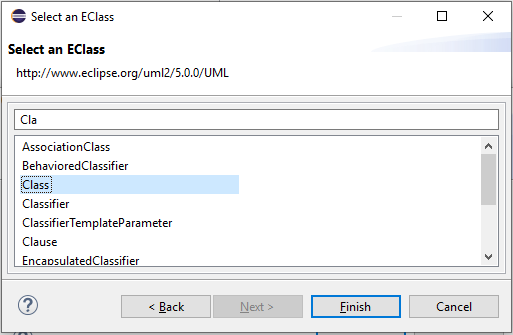 Select an EClass
Select an EClass
http://www.eclipse.org/uml2/5.0.0/UML
Cla
AssociationClass
BehavioredClassifier
Class
Classifier
ClassifierTemplateParameter
Clause
EncapsulatedClassifier
? < Back Next > Finish Cancel